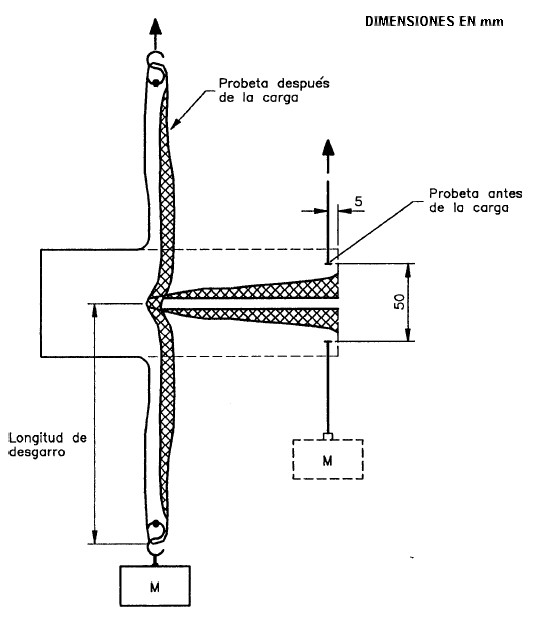 DIMENSIONES EN mm
Probeta después
de la carga
Probeta antes
de la carga
5
50
Longitud de
desgarro
M
M